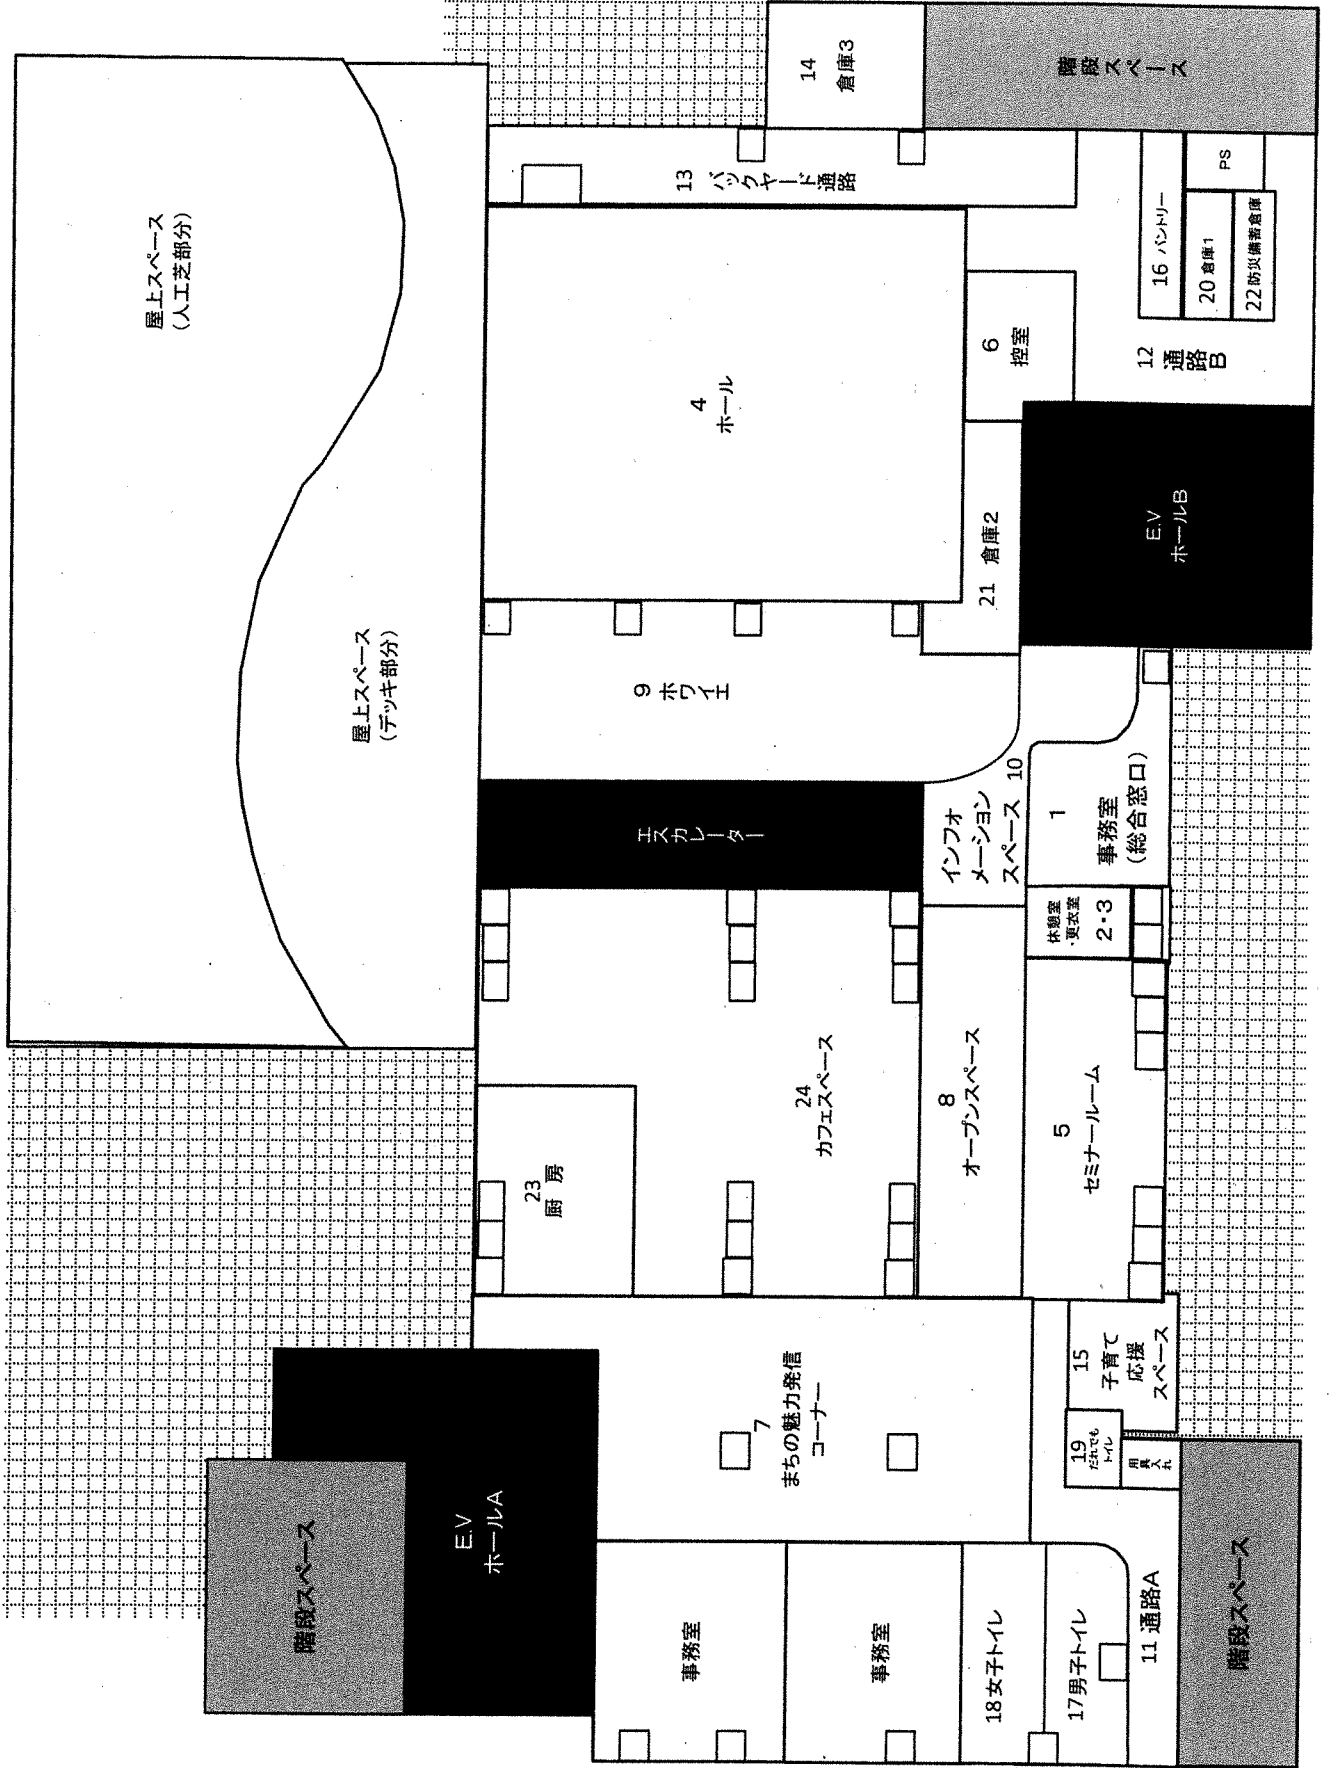 屋上スペース
（人工芝部分）
屋上スペース
（デッキ部分）
14
倉庫3
階段スペース
13
バックヤード通路
4
ホール
6
控室
16 パントリー
PS
20 倉庫1
22 防災備蓄倉庫
12
通路
B
21 倉庫2
E.V
ホールB
9
ホワイエ
エスカレーター
インフォ
メーション
スペース 10
1
事務室
（総合窓口）
休憩室
・更衣室
2・3
24
カフェスペース
23
厨 房
8
オープンスペース
5
セミナールーム
7
まちの魅力発信
コーナー
15
子育て
応援
スペース
19
だれでも
トイレ
用具入れ
階段スペース
E.V
ホールA
事務室
事務室
18女子トイレ
17男子トイレ
11 通路A
階段スペース